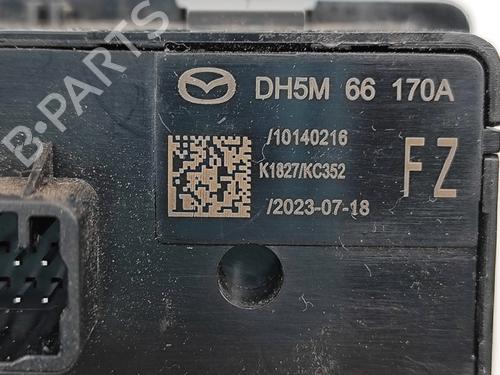 DH5M 66 170A
/10140216
K1827/KC352
FZ
/2023-07-18
B-PARTS